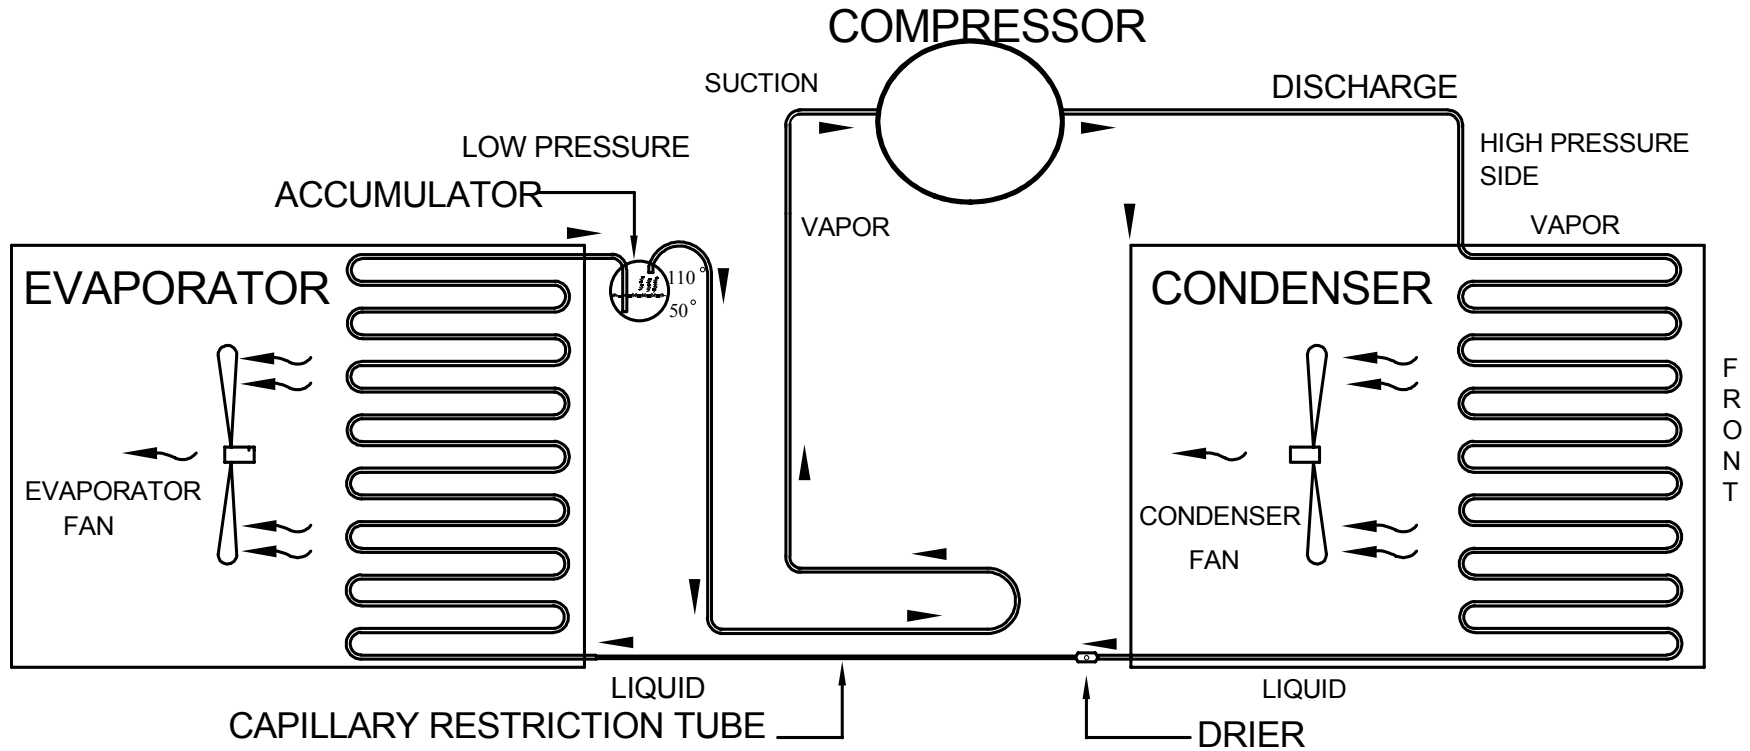 COMPRESSOR
SUCTION
DISCHARGE
LOW PRESSURE
HIGH PRESSURE
SIDE
ACCUMULATOR
VAPOR
VAPOR
EVAPORATOR
110°
50°
CONDENSER
FRONT
EVAPORATOR
FAN
CONDENSER
FAN
LIQUID
LIQUID
CAPILLARY RESTRICTION TUBE
DRIER